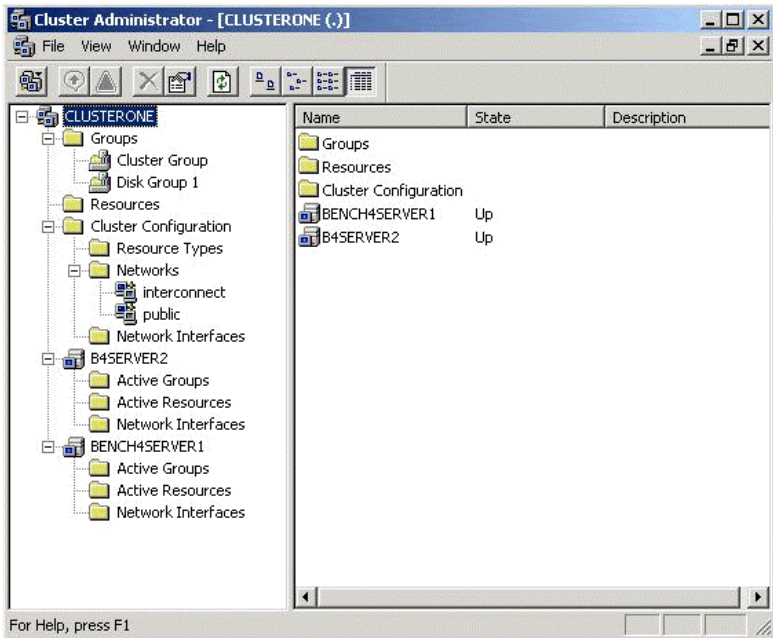 Cluster Administrator - [CLUSTERONE (.)]
File View Window Help
CLUSTERONE
Groups
Cluster Group
Disk Group 1
Resources
Cluster Configuration
Resource Types
Networks
interconnect
public
Network Interfaces
B4SERVER2
Active Groups
Active Resources
Network Interfaces
BENCH4SERVER1
Active Groups
Active Resources
Network Interfaces
Name State Description
Groups
Resources
Cluster Configuration
BENCH4SERVER1 Up
B4SERVER2 Up
For Help, press F1